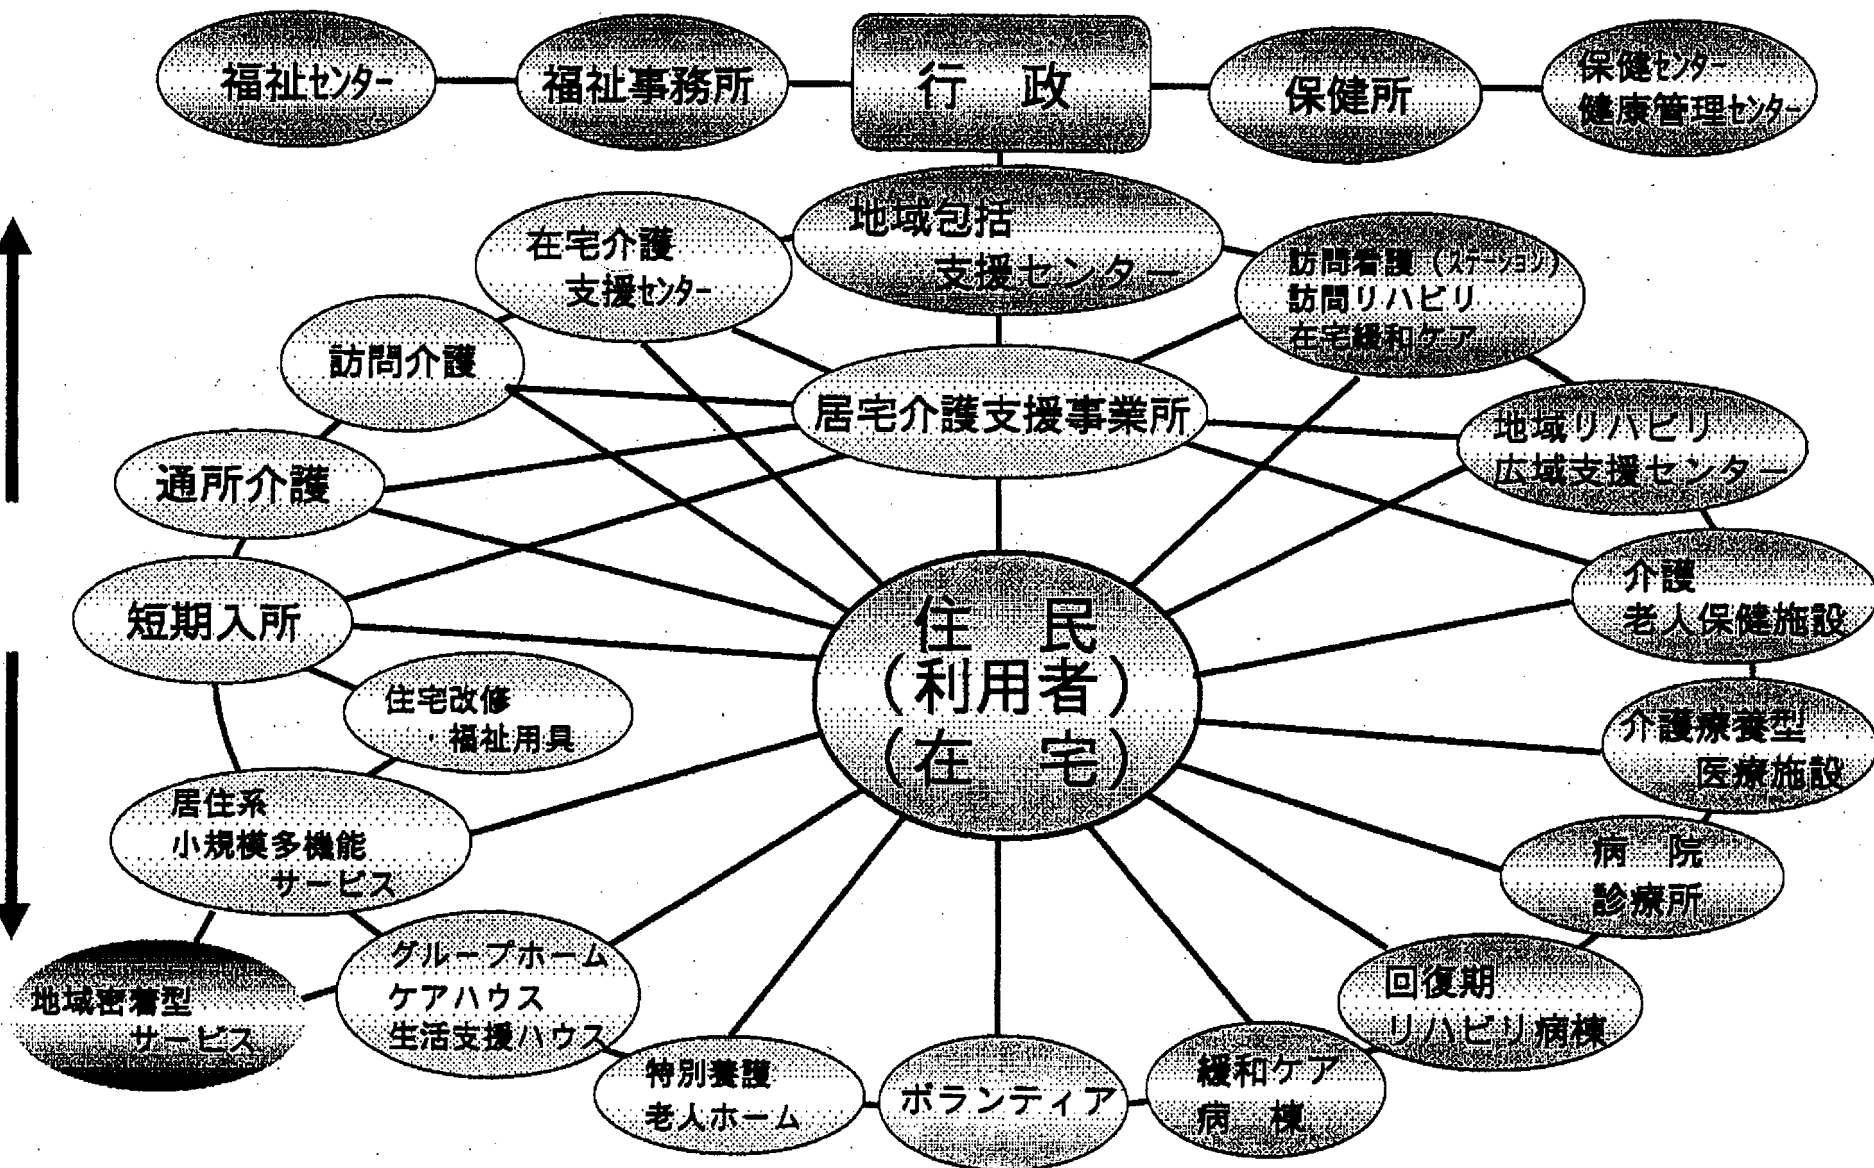 福祉センター
福祉事務所
行　政
保健所
保健センター
健康管理センター
地域包括
支援センター
在宅介護
支援センター
訪問看護（ステーション）
訪問リハビリ
在宅緩和ケア
訪問介護
居宅介護支援事業所
地域リハビリ
広域支援センター
通所介護
介護
老人保健施設
短期入所
住　民
（利用者）
（在　宅）
住宅改修
・福祉用具
介護療養型
医療施設
居住系
小規模多機能
サービス
病　院
診療所
グループホーム
ケアハウス
生活支援ハウス
地域密着型
サービス
回復期
リハビリ病棟
特別養護
老人ホーム
ボランティア
緩和ケア
病　棟